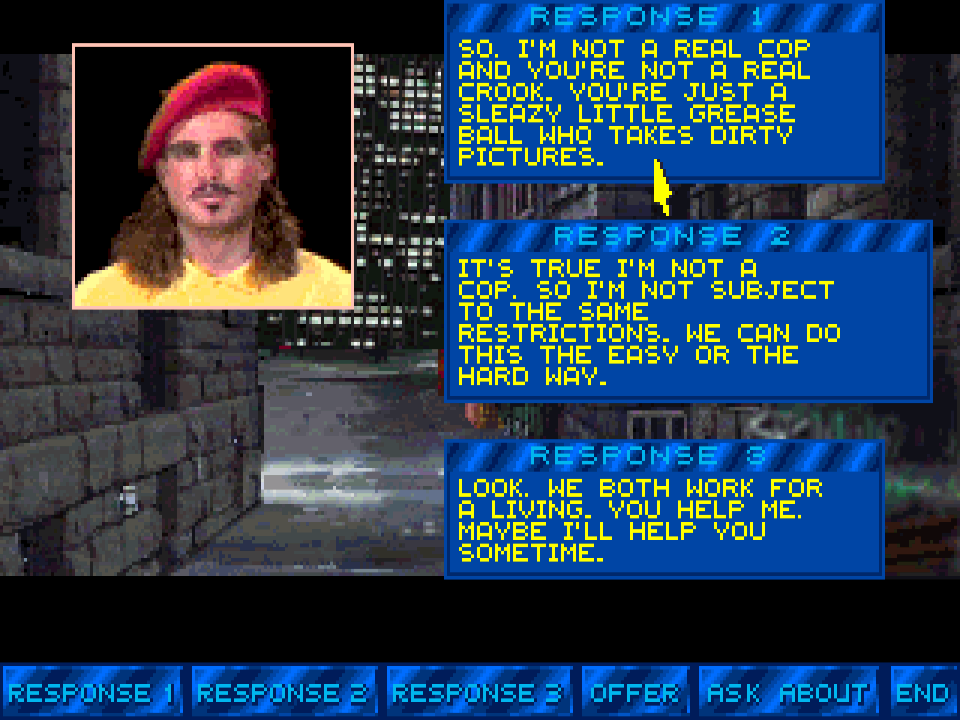 RESPONSE 1
SO. I'M NOT A REAL COP
AND YOU'RE NOT A REAL
CROOK. YOU'RE JUST A
SLEAZY LITTLE GREASE
BALL WHO TAKES DIRTY
PICTURES.
RESPONSE 2
IT'S TRUE I'M NOT A
COP. SO I'M NOT SUBJECT
TO THE SAME
RESTRICTIONS. WE CAN DO
THIS THE EASY OR THE
HARD WAY.
RESPONSE 3
LOOK. WE BOTH WORK FOR
A LIVING. YOU HELP ME.
MAYBE I'LL HELP YOU
SOMETIME.
RESPONSE 1 RESPONSE 2 RESPONSE 3 OFFER ASK ABOUT END